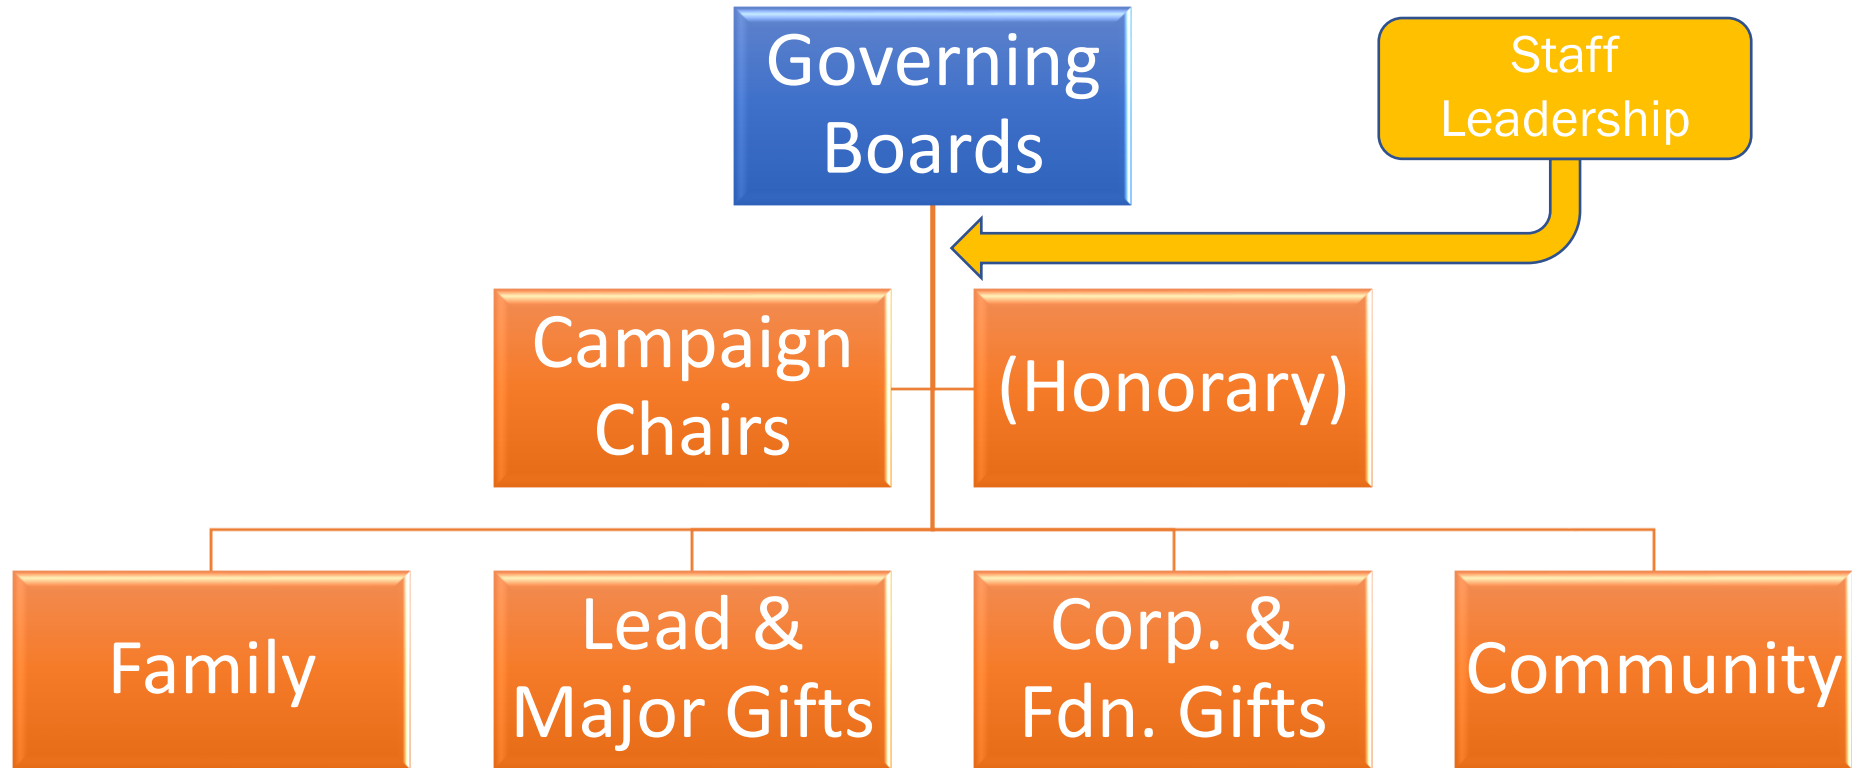 Governing
Boards
Staff
Leadership
Campaign
Chairs
(Honorary)
Family
Lead &
Major Gifts
Corp. &
Fdn. Gifts
Community